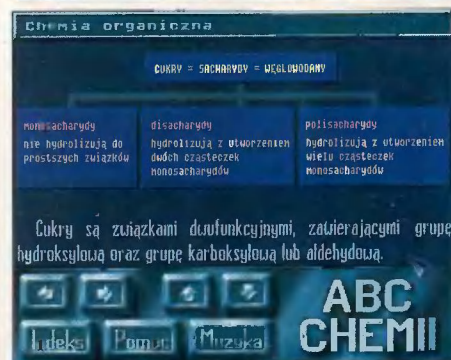 Chemia organiczna
CUKRY = SACHARYDY = WĘGLOWODANY
monosacharydy
nie hydrolizują do
prostszych związków
disacharydy
hydrolizują z utworzeniem
dwóch cząsteczek
monosacharydów
polisacharydy
hydrolizują z utworzeniem
wielu cząsteczek
monosacharydów
Cukry są związkami dwufunkcyjnymi, zawierającymi grupę
hydroksylową oraz grupę karboksylową lub aldehydową.
Indeks Pomoc Muzyka
ABC
CHEMII